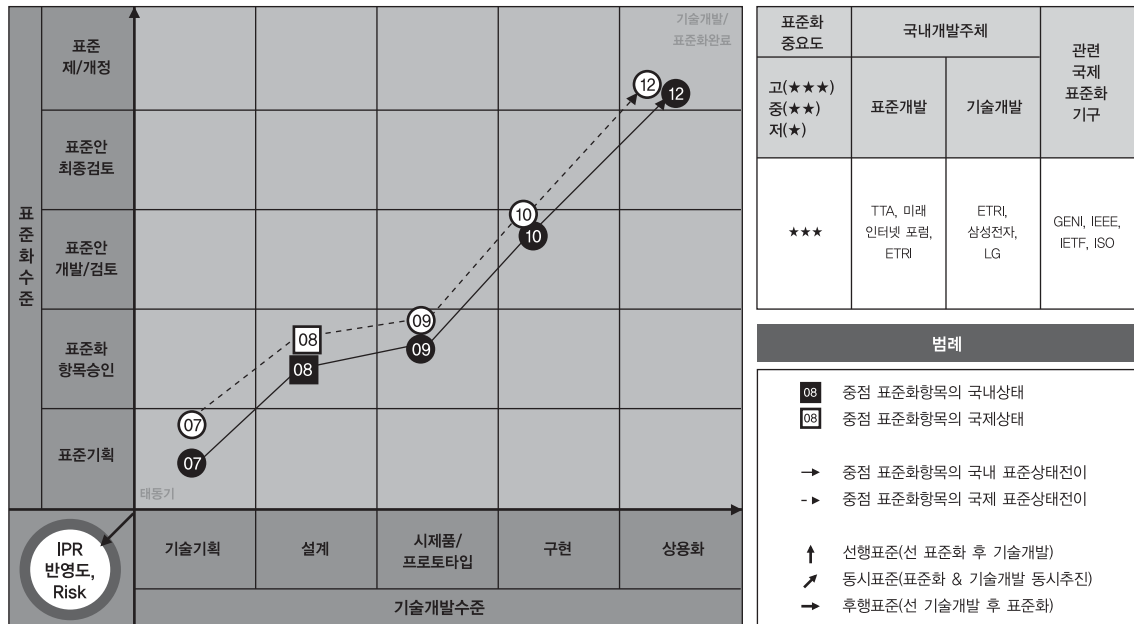 기술개발/
표준화완료
표준
제/개정
표준안
최종검토
표준안
개발/검토
표준화
항목승인
표준기획
표준화수준
12
12
10
10
09
09
08
08
07
07
태동기
IPR
반영도,
Risk
기술기획
설계
시제품/
프로토타입
구현
상용화
기술개발수준
표준화
중요도
국내개발주체
관련
국제
표준화
기구
고(★★★)
중(★★)
저(★)
표준개발
기술개발
★★★
TTA, 미래
인터넷 포럼,
ETRI
ETRI,
삼성전자,
LG
GENI, IEEE,
IETF, ISO
범례
08 중점 표준화항목의 국내상태
08 중점 표준화항목의 국제상태
→ 중점 표준화항목의 국내 표준상태전이
-▸ 중점 표준화항목의 국제 표준상태전이
↑ 선행표준(선 표준화 후 기술개발)
↗ 동시표준(표준화 & 기술개발 동시추진)
→ 후행표준(선 기술개발 후 표준화)